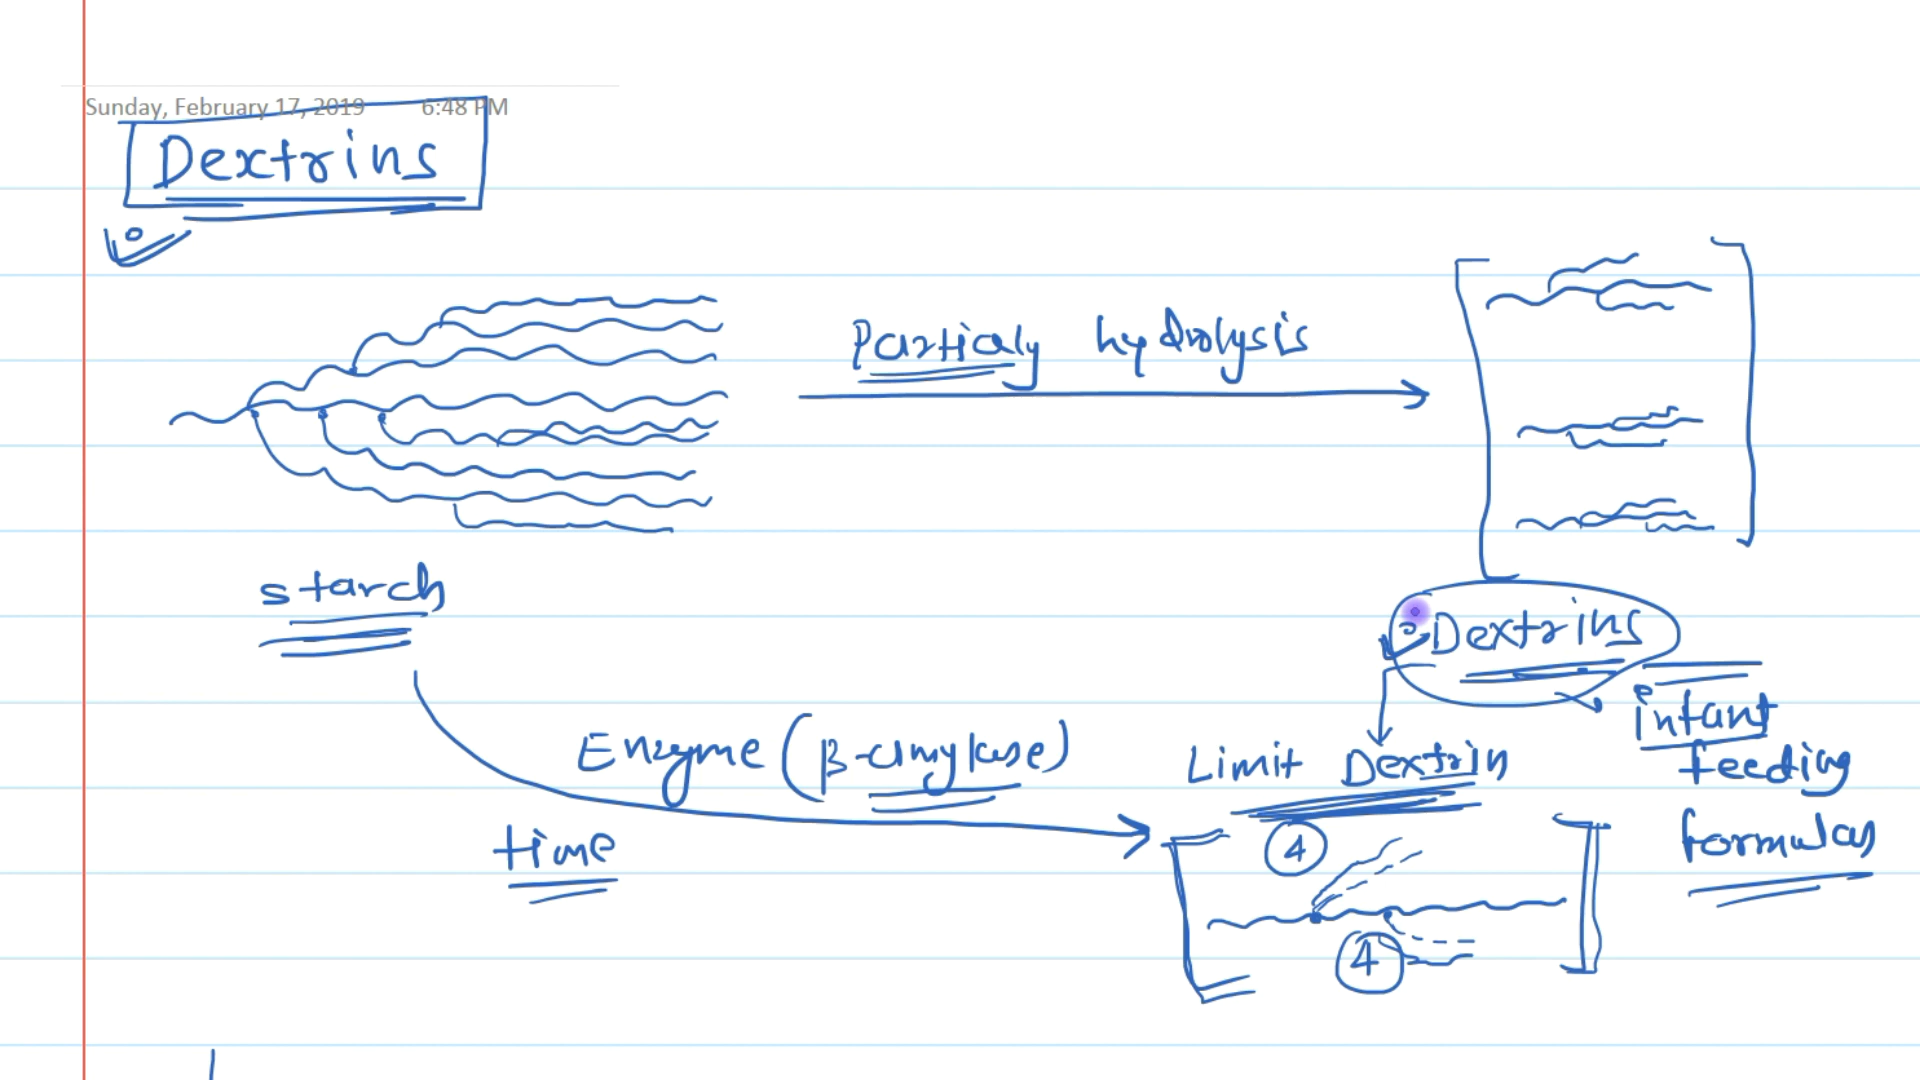 Sunday, February 17, 2019 6:48 PM
Dextrins
Partialy hydrolysis
starch
Dextrins
infant
feeding
formulas
Enzyme (β-amylase)
Limit Dextrin
time
4
4